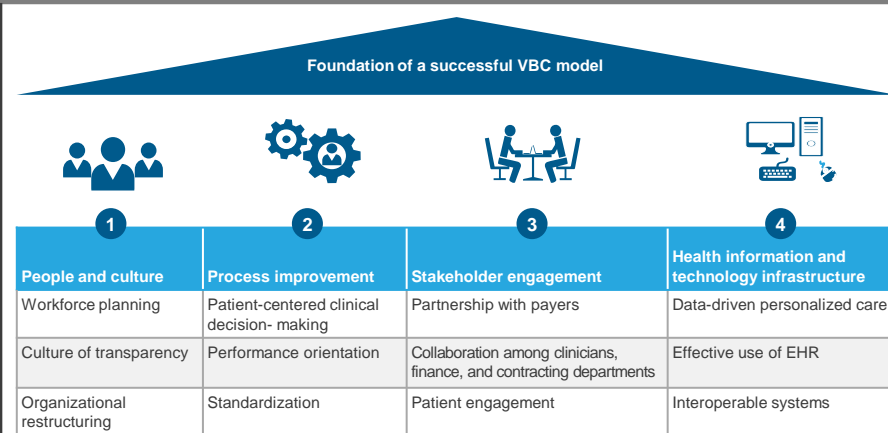 Foundation of a successful VBC model
1
2
3
4
People and culture
Process improvement
Stakeholder engagement
Health information and
technology infrastructure
Workforce planning
Patient-centered clinical
decision- making
Partnership with payers
Data-driven personalized care
Culture of transparency
Performance orientation
Collaboration among clinicians,
finance, and contracting departments
Effective use of EHR
Organizational
restructuring
Standardization
Patient engagement
Interoperable systems